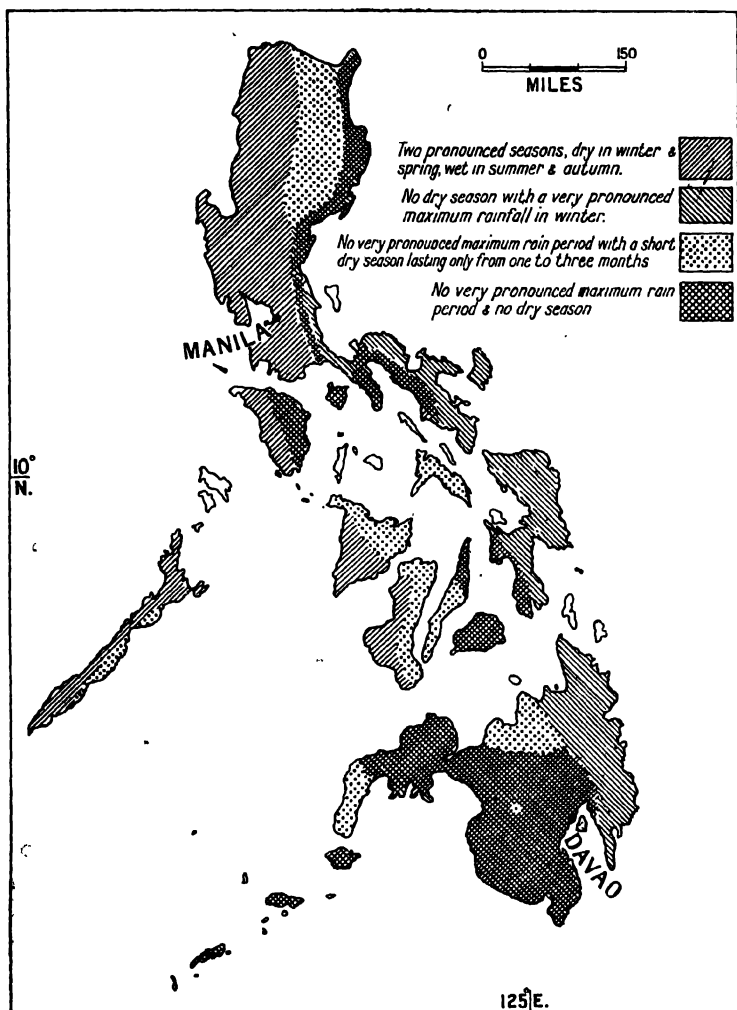 0 150
MILES
Two pronounced seasons, dry in winter &
spring, wet in summer & autumn.
No dry season with a very pronounced
maximum rainfall in winter.
No very pronounced maximum rain period with a short
dry season lasting only from one to three months
No very pronounced maximum rain
period & no dry season
MANILA
10°
N.
DAVAO
125°E.